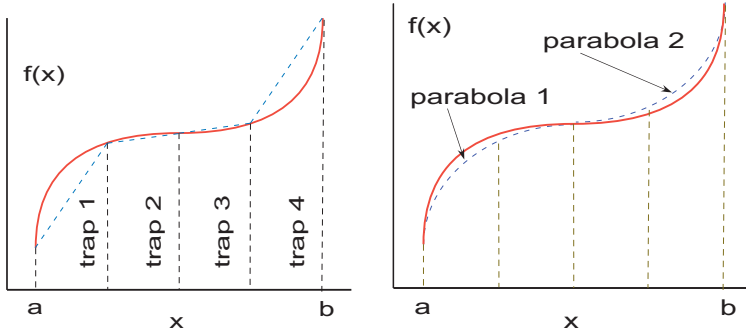 f(x)
trap 1
trap 2
trap 3
trap 4
a
b
x
f(x)
parabola 2
parabola 1
a
b
x